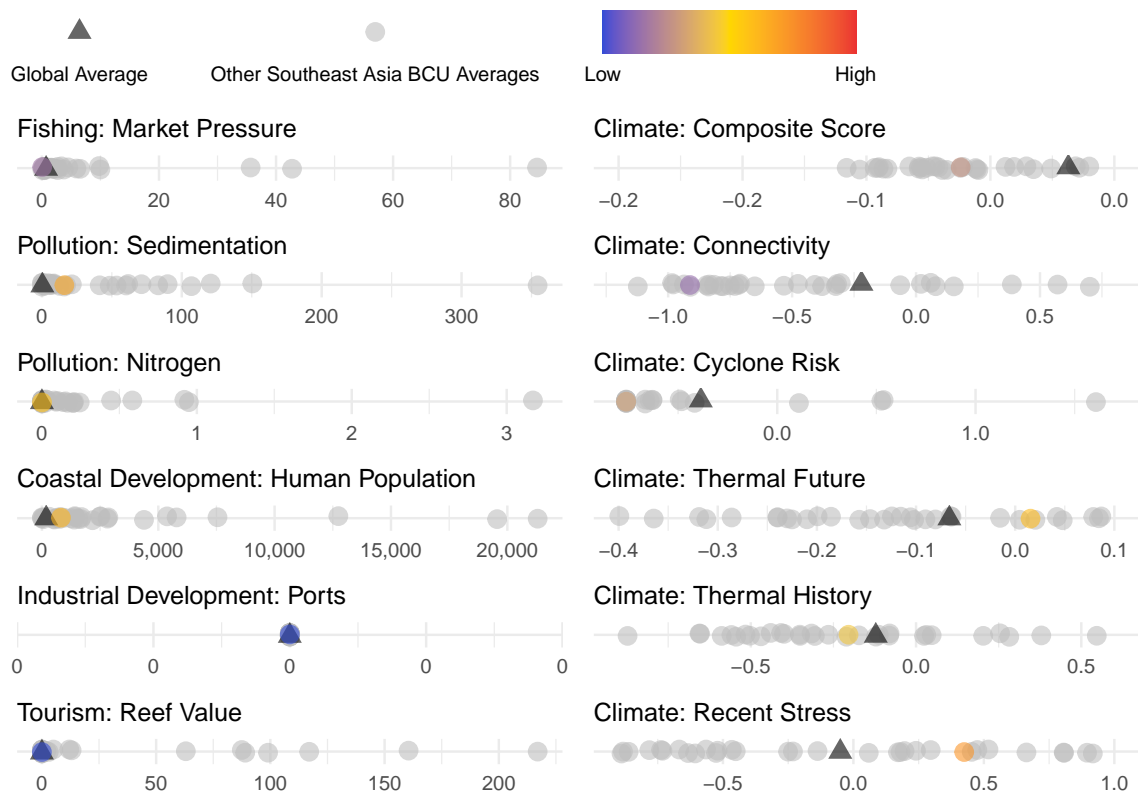 Global Average
Other Southeast Asia BCU Averages
Low
High
Fishing: Market Pressure
0 20 40 60 80
Pollution: Sedimentation
0 100 200 300
Pollution: Nitrogen
0 1 2 3
Coastal Development: Human Population
0 5,000 10,000 15,000 20,000
Industrial Development: Ports
0 0 0 0 0
Tourism: Reef Value
0 50 100 150 200
Climate: Composite Score
−0.2 −0.2 −0.1 0.0 0.0
Climate: Connectivity
−1.0 −0.5 0.0 0.5
Climate: Cyclone Risk
0.0 1.0
Climate: Thermal Future
−0.4 −0.3 −0.2 −0.1 0.0 0.1
Climate: Thermal History
−0.5 0.0 0.5
Climate: Recent Stress
−0.5 0.0 0.5 1.0